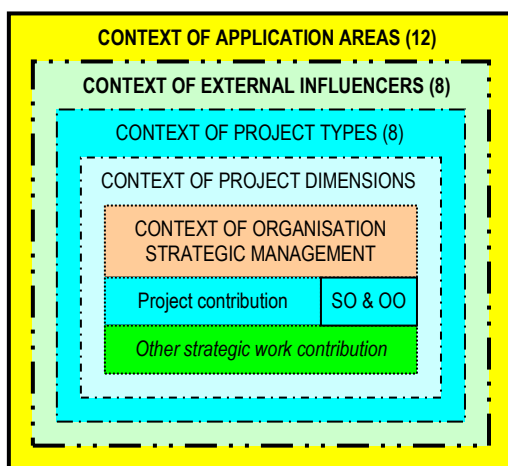 CONTEXT OF APPLICATION AREAS (12)
CONTEXT OF EXTERNAL INFLUENCERS (8)
CONTEXT OF PROJECT TYPES (8)
CONTEXT OF PROJECT DIMENSIONS
CONTEXT OF ORGANISATION
STRATEGIC MANAGEMENT
Project contribution SO & OO
Other strategic work contribution